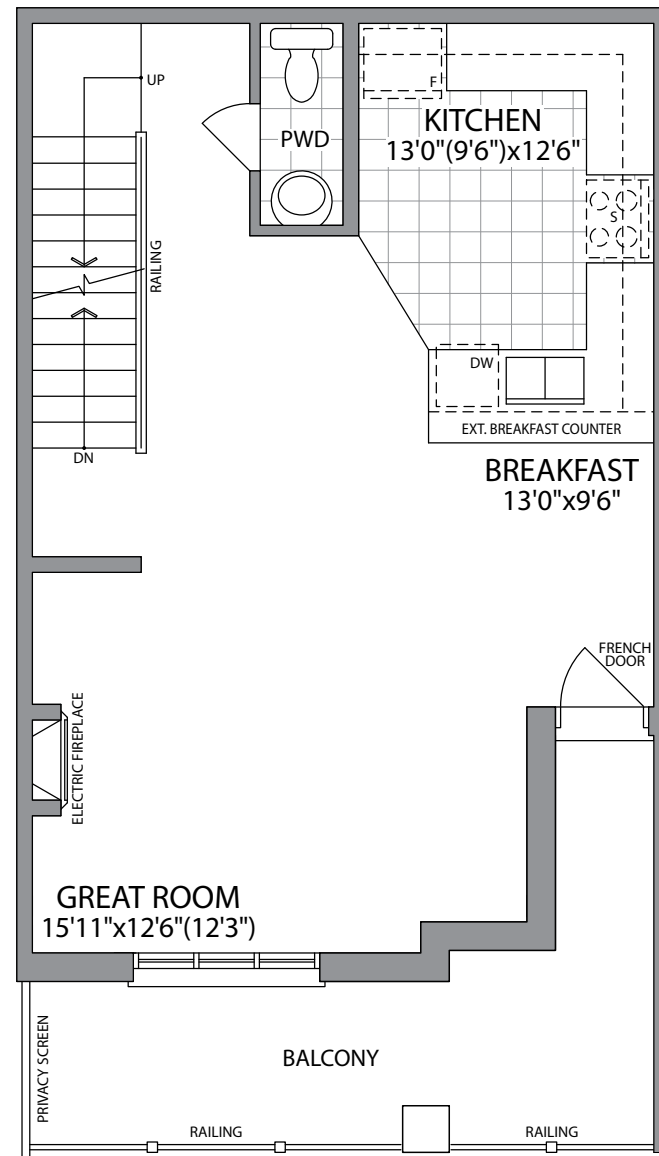 UP
PWD
F
KITCHEN
13'0"(9'6")x12'6"
S
RAILING
DW
EXT. BREAKFAST COUNTER
DN
BREAKFAST
13'0"x9'6"
FRENCH
DOOR
ELECTRIC FIREPLACE
GREAT ROOM
15'11"x12'6"(12'3")
PRIVACY SCREEN
BALCONY
RAILING
RAILING